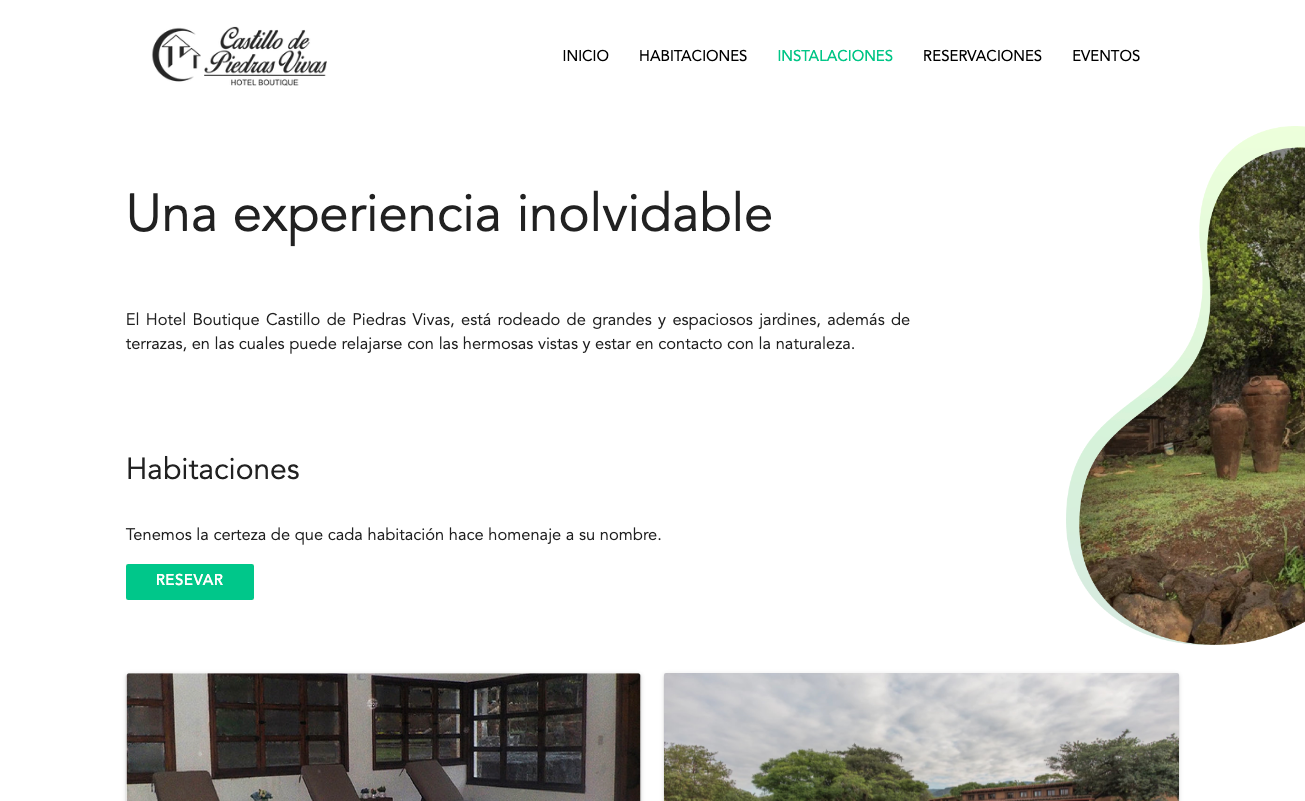 Castillo de
Piedras Vivas
HOTEL BOUTIQUE
INICIO HABITACIONES INSTALACIONES RESERVACIONES EVENTOS
Una experiencia inolvidable
El Hotel Boutique Castillo de Piedras Vivas, está rodeado de grandes y espaciosos jardines, además de
terrazas, en las cuales puede relajarse con las hermosas vistas y estar en contacto con la naturaleza.
Habitaciones
Tenemos la certeza de que cada habitación hace homenaje a su nombre.
RESEVAR